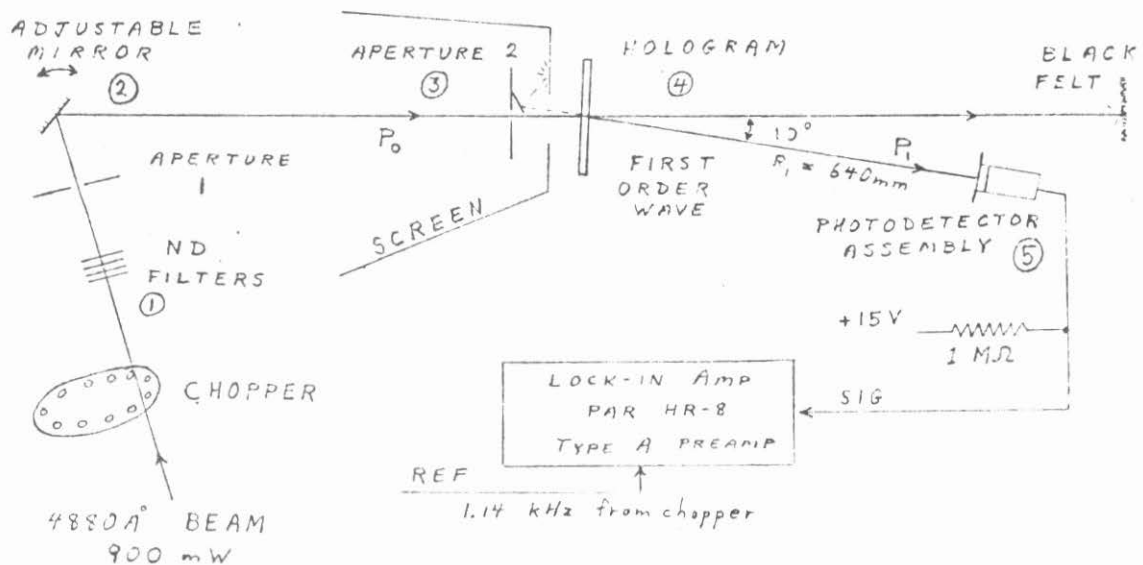 ADJUSTABLE
MIRROR
②
APERTURE 2
③
HOLOGRAM
④
BLACK
FELT
P₀
10°
P₁
R₁ = 640mm
APERTURE
1
FIRST
ORDER
WAVE
SCREEN
PHOTODETECTOR
ASSEMBLY ⑤
ND
FILTERS
①
+15V
1 MΩ
CHOPPER
LOCK-IN AMP
PAR HR-8
TYPE A PREAMP
SIG
REF
1.14 kHz from chopper
4880A° BEAM
900 mW